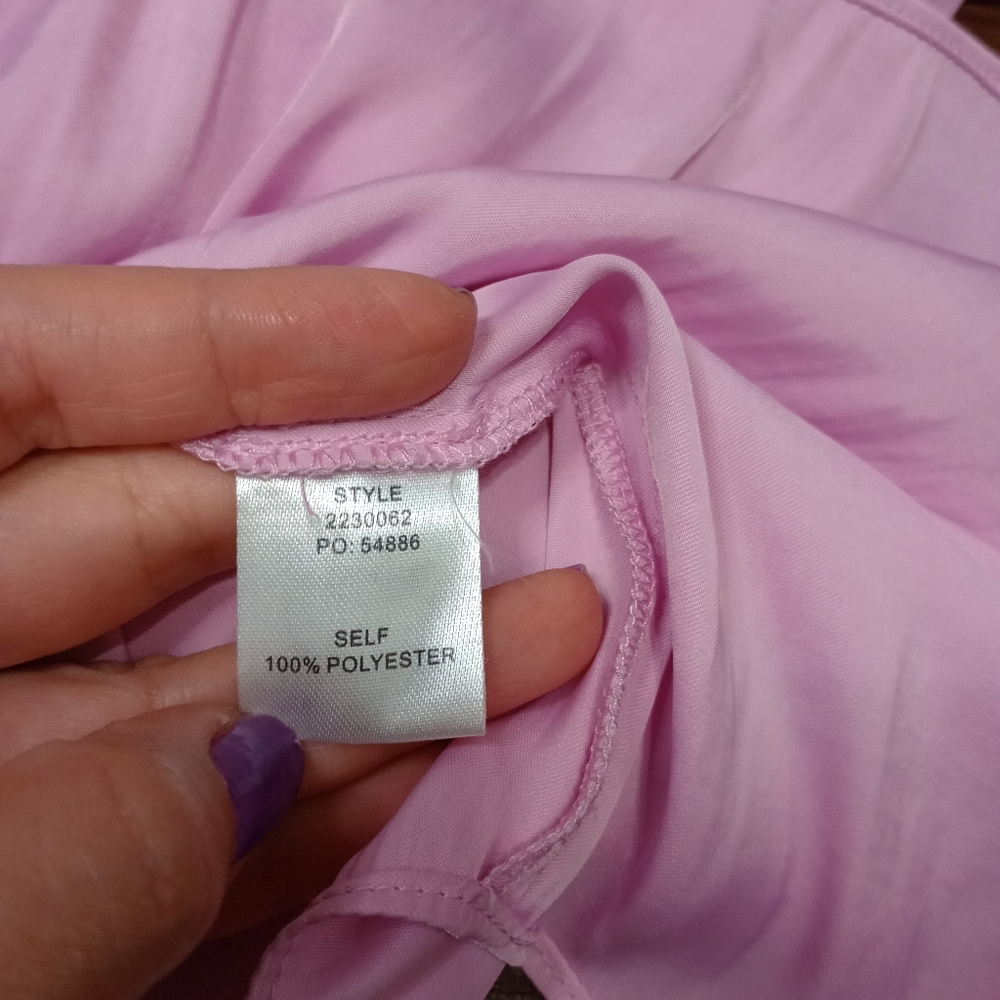 STYLE
2230062
PO: 54886
SELF
100% POLYESTER